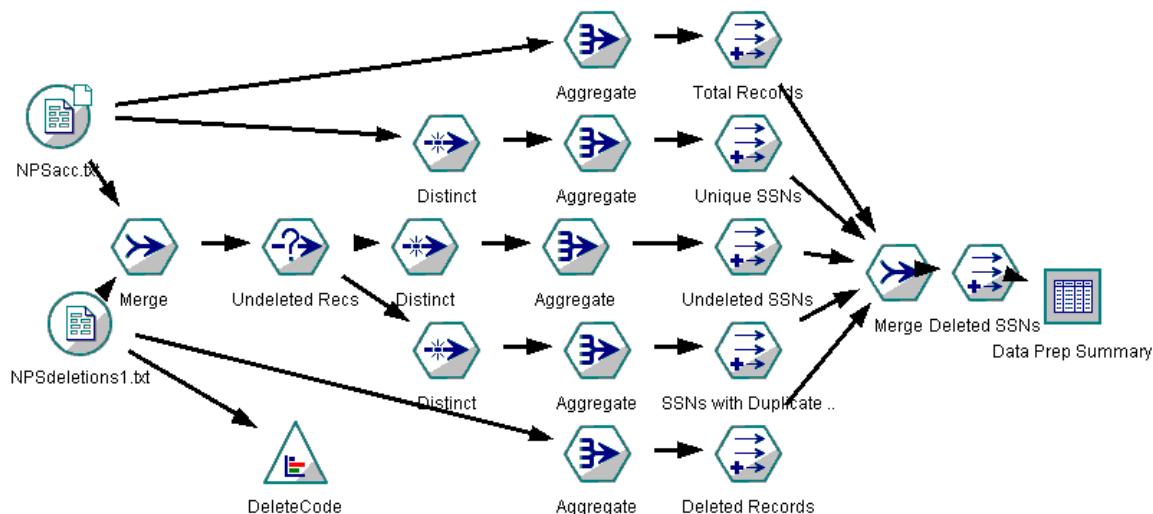 Aggregate
Total Records
NPSacc.txt
Distinct
Aggregate
Unique SSNs
Merge
Undeleted Recs
Distinct
Aggregate
Undeleted SSNs
Merge
Deleted SSNs
Data Prep Summary
NPSdeletions1.txt
Distinct
Aggregate
SSNs with Duplicate ..
DeleteCode
Aggregate
Deleted Records